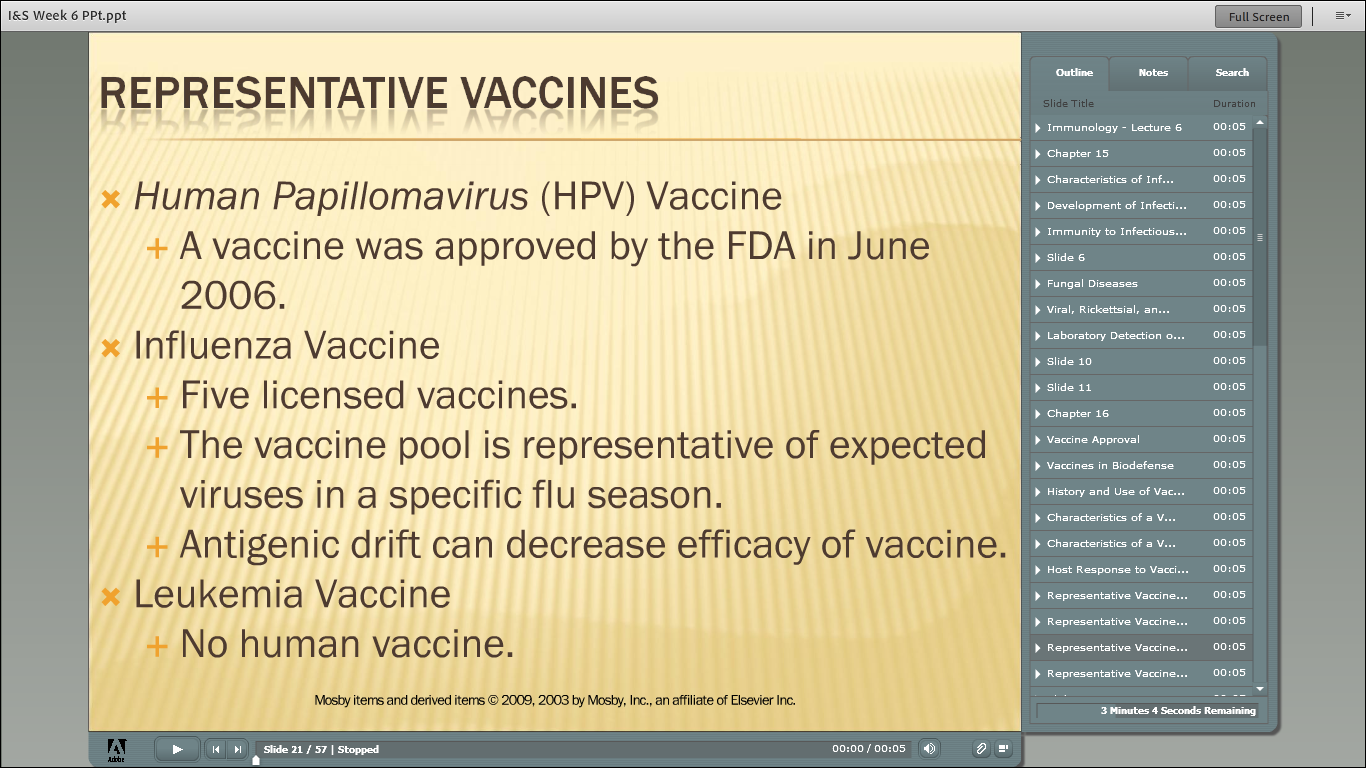 I&S Week 6 PPt.ppt
Full Screen
REPRESENTATIVE VACCINES
Human Papillomavirus (HPV) Vaccine
A vaccine was approved by the FDA in June
2006.
Influenza Vaccine
Five licensed vaccines.
The vaccine pool is representative of expected
viruses in a specific flu season.
Antigenic drift can decrease efficacy of vaccine.
Leukemia Vaccine
No human vaccine.
Mosby items and derived items © 2009, 2003 by Mosby, Inc., an affiliate of Elsevier Inc.
Outline Notes Search
Slide Title Duration
Immunology - Lecture 6 00:05
Chapter 15 00:05
Characteristics of Inf... 00:05
Development of Infecti... 00:05
Immunity to Infectious... 00:05
Slide 6 00:05
Fungal Diseases 00:05
Viral, Rickettsial, an... 00:05
Laboratory Detection o... 00:05
Slide 10 00:05
Slide 11 00:05
Chapter 16 00:05
Vaccine Approval 00:05
Vaccines in Biodefense 00:05
History and Use of Vac... 00:05
Characteristics of a V... 00:05
Characteristics of a V... 00:05
Host Response to Vacci... 00:05
Representative Vaccine... 00:05
Representative Vaccine... 00:05
Representative Vaccine... 00:05
Representative Vaccine... 00:05
3 Minutes 4 Seconds Remaining
Adobe
Slide 21 / 57 | Stopped
00:00 / 00:05